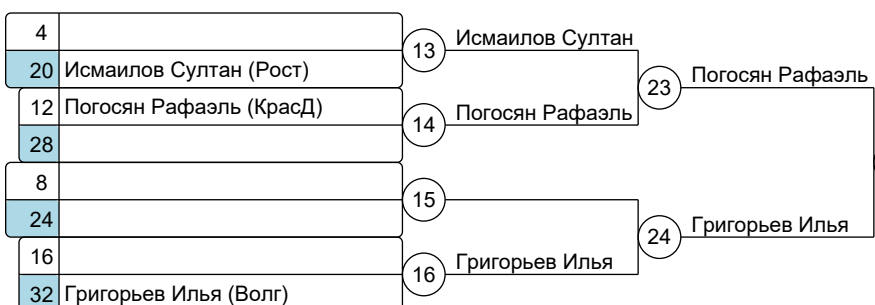 4
13
Исмаилов Султан
20 Исмаилов Султан (Рост)
23
Погосян Рафаэль
12 Погосян Рафаэль (КрасД)
14
Погосян Рафаэль
28
8
15
24
24
Григорьев Илья
16
16
Григорьев Илья
32 Григорьев Илья (Волг)